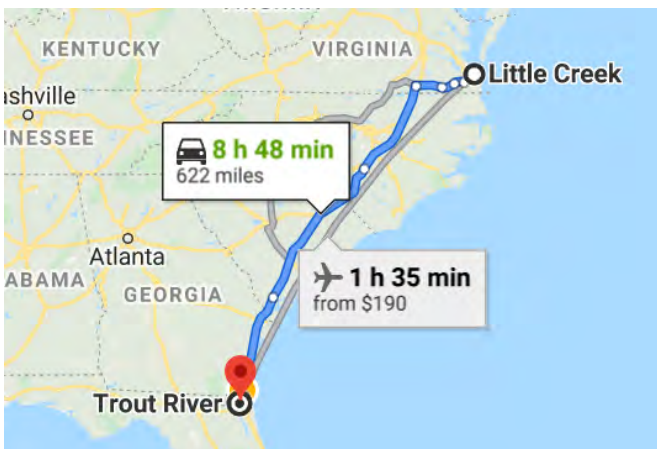 KENTUCKY
VIRGINIA
Little Creek
ashville
NNESSEE
8 h 48 min
622 miles
Atlanta
1 h 35 min
from $190
ABAMA
GEORGIA
Trout River